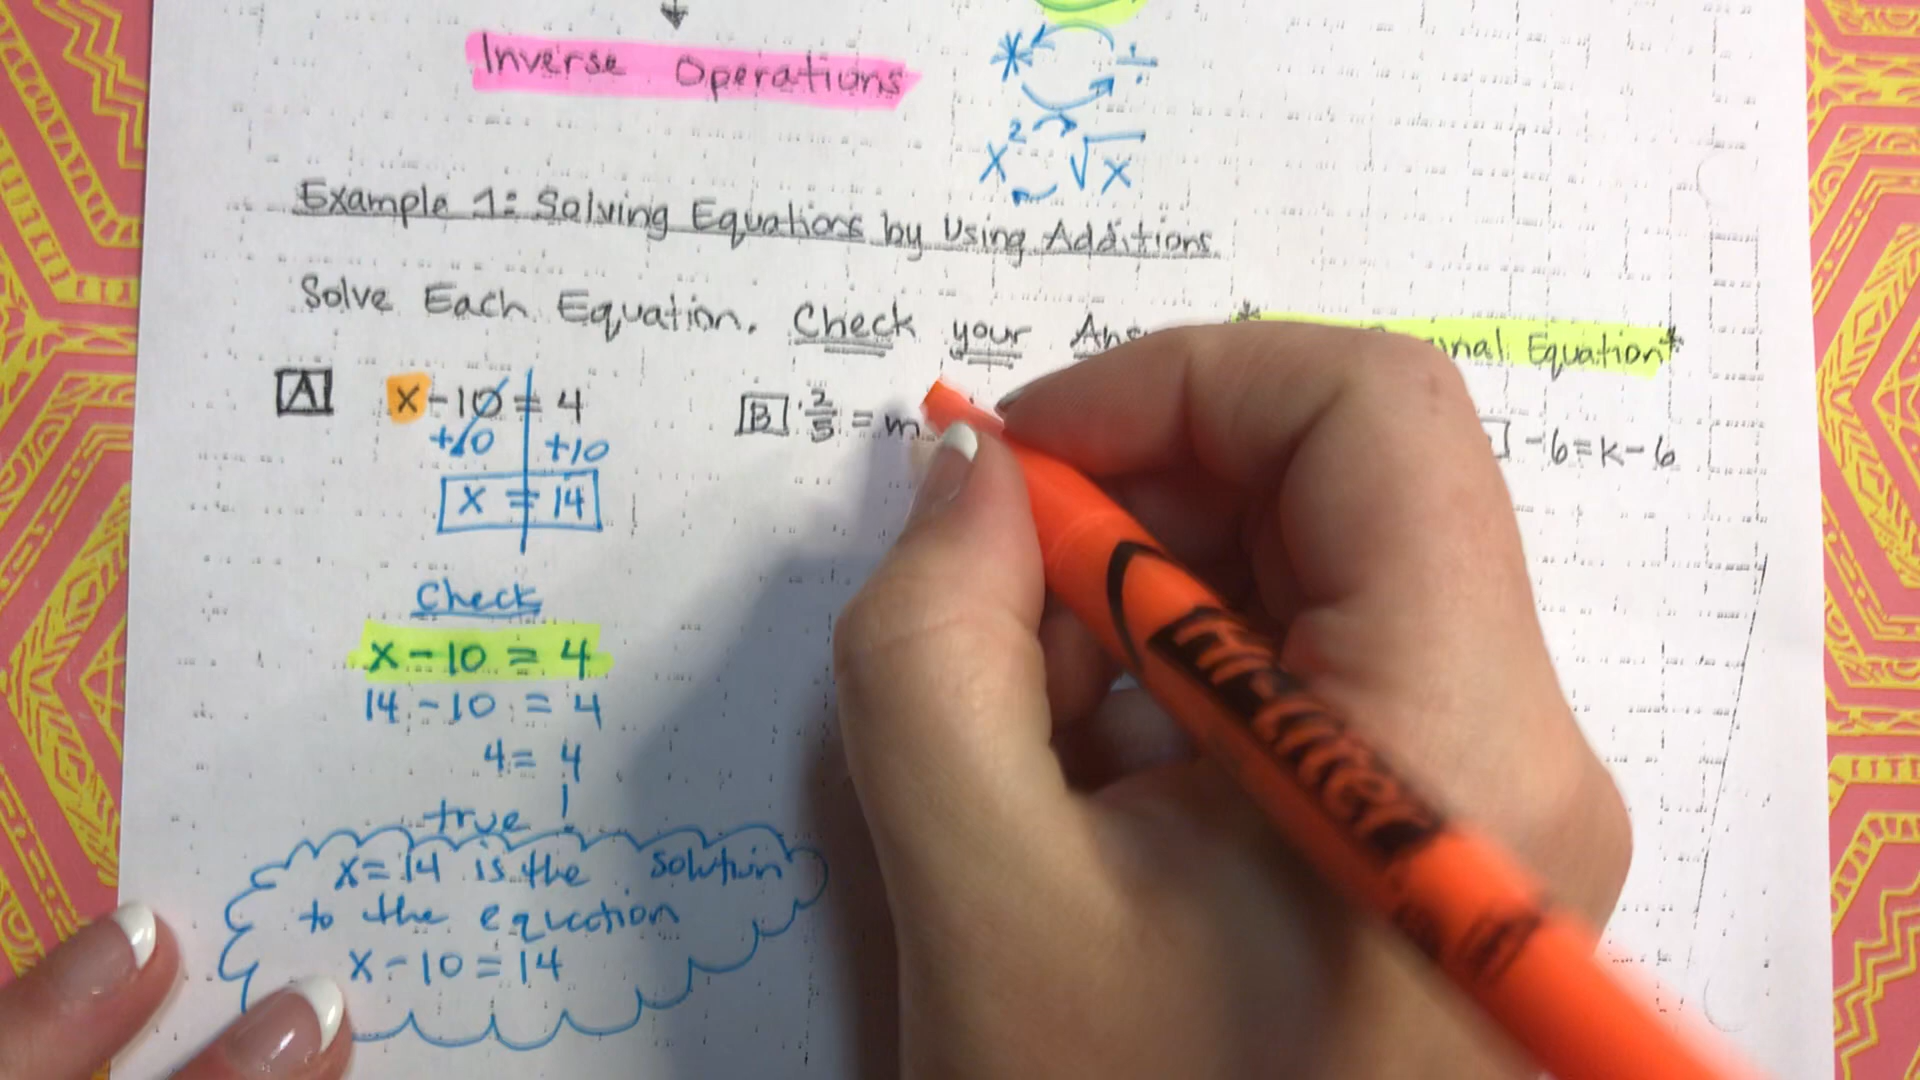 Inverse Operations
* ÷
x² √x
Example 1: Solving Equations by Using Additions
Solve Each Equation. Check your
Equation*
A x - 10 = 4
+10 +10
x = 14
B 2/5 = m
-6=k-6
Check
x - 10 = 4
14 - 10 = 4
4 = 4
true!
x = 14 is the solution
to the equation
x - 10 = 14
HI-LITER